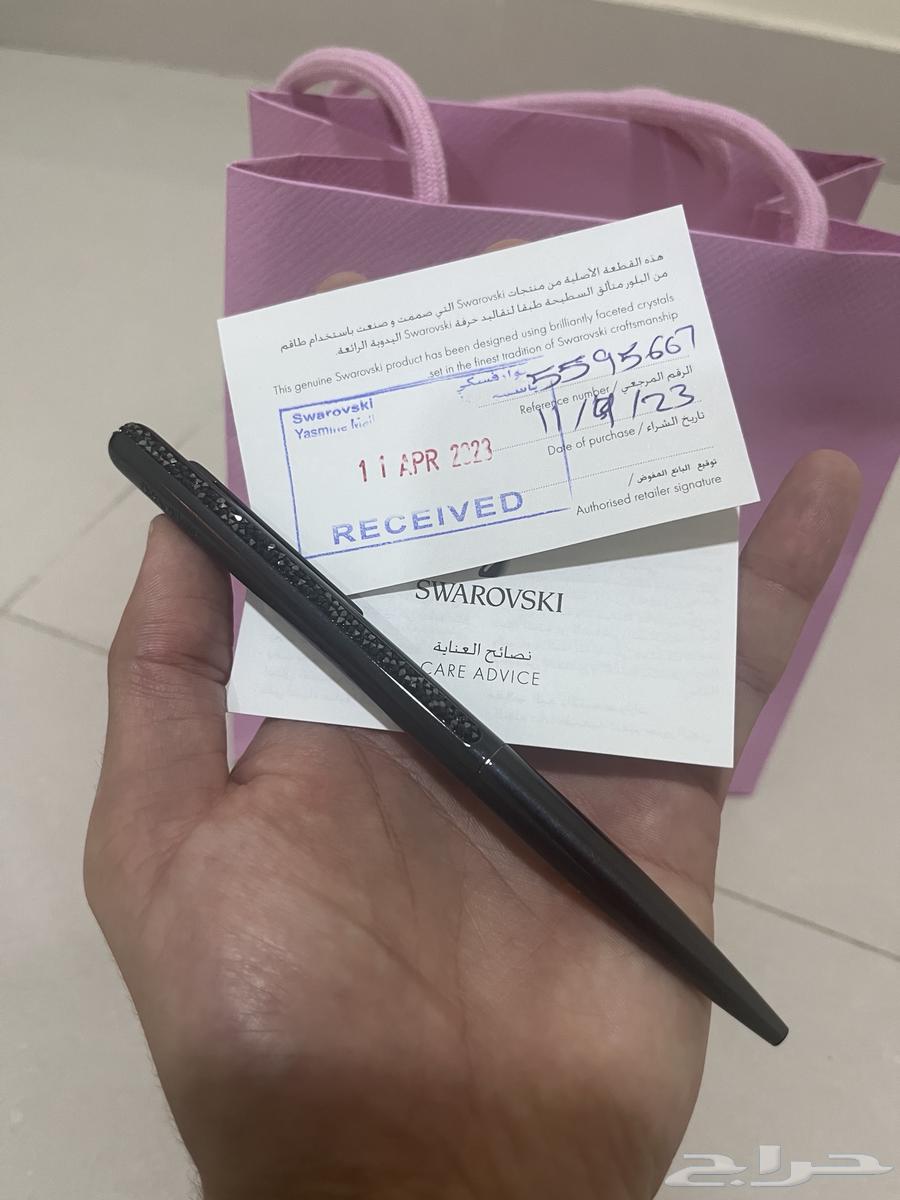 هذه القطعة الأصلية من منتجات Swarovski التي صممت و صنعت باستخدام طاقم
من البلور متألق السطيحة طبقا لتقاليد حرفة Swarovski اليدوية الرائعة.
This genuine Swarovski product has been designed using brilliantly faceted crystals
set in the finest tradition of Swarovski craftsmanship
5595667
الرقم المرجعي / Reference number
11/4/23
تاريخ الشراء / Date of purchase
توقيع البائع المفوض /
Authorised retailer signature
Swarovski
Yasmine
11 APR 2023
RECEIVED
SWAROVSKI
نصائح العناية
CARE ADVICE
حراج